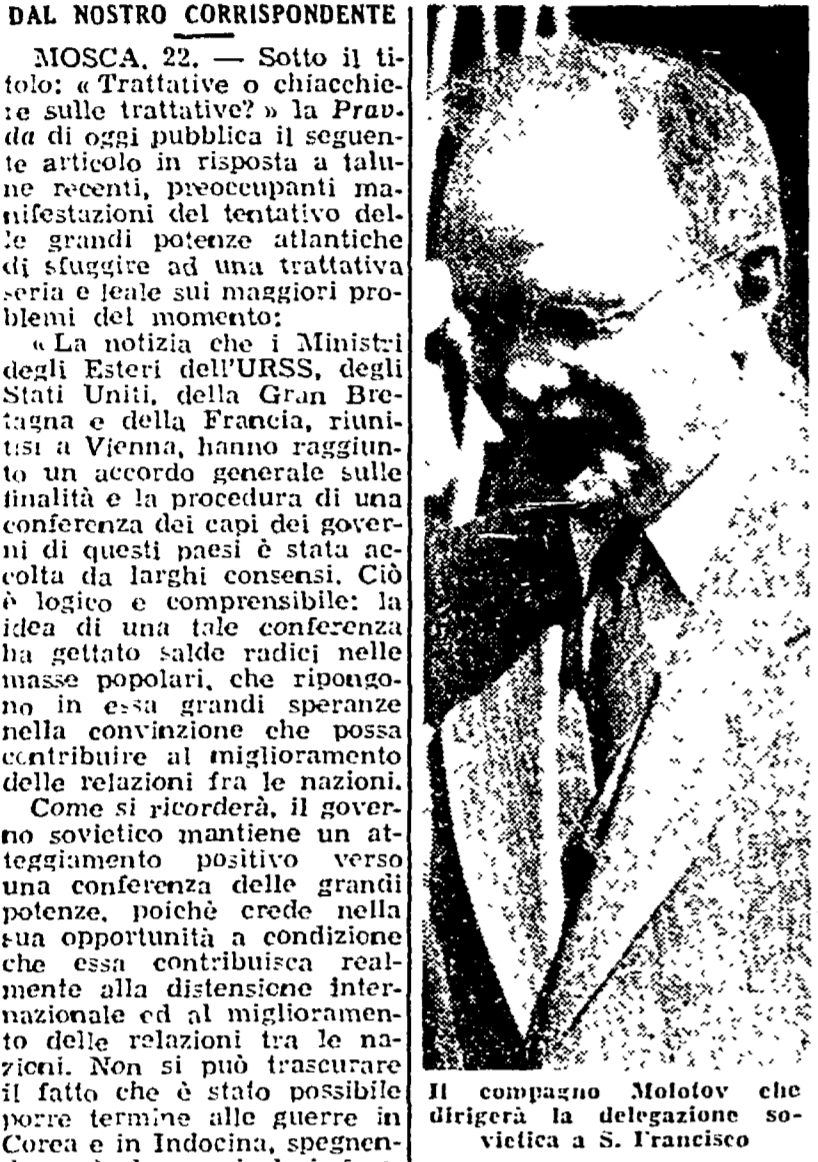 DAL NOSTRO CORRISPONDENTE
MOSCA, 22. — Sotto il ti-
tolo: « Trattative o chiacchie-
re sulle trattative? » la Prav-
da di oggi pubblica il seguen-
te articolo in risposta a talu-
ne recenti, preoccupanti ma-
nifestazioni del tentativo del-
le grandi potenze atlantiche
di sfuggire ad una trattativa
seria e leale sui maggiori pro-
blemi del momento:
« La notizia che i Ministri
degli Esteri dell'URSS, degli
Stati Uniti, della Gran Bre-
tagna e della Francia, riuni-
tisi a Vienna, hanno raggiun-
to un accordo generale sulle
finalità e la procedura di una
conferenza dei capi dei gover-
ni di questi paesi è stata ac-
colta da larghi consensi. Ciò
è logico e comprensibile: la
idea di una tale conferenza
ha gettato salde radici nelle
masse popolari, che ripongo-
no in essa grandi speranze
nella convinzione che possa
contribuire al miglioramento
delle relazioni fra le nazioni.
Come si ricorderà, il gover-
no sovietico mantiene un at-
teggiamento positivo verso
una conferenza delle grandi
potenze, poichè crede nella
sua opportunità a condizione
che essa contribuisca real-
mente alla distensione inter-
nazionale ed al miglioramen-
to delle relazioni tra le na-
zioni. Non si può trascurare
il fatto che è stato possibile
porre termine alle guerre in
Corea e in Indocina, spegnen-
Il compagno Molotov che
dirigerà la delegazione so-
vietica a S. Francisco